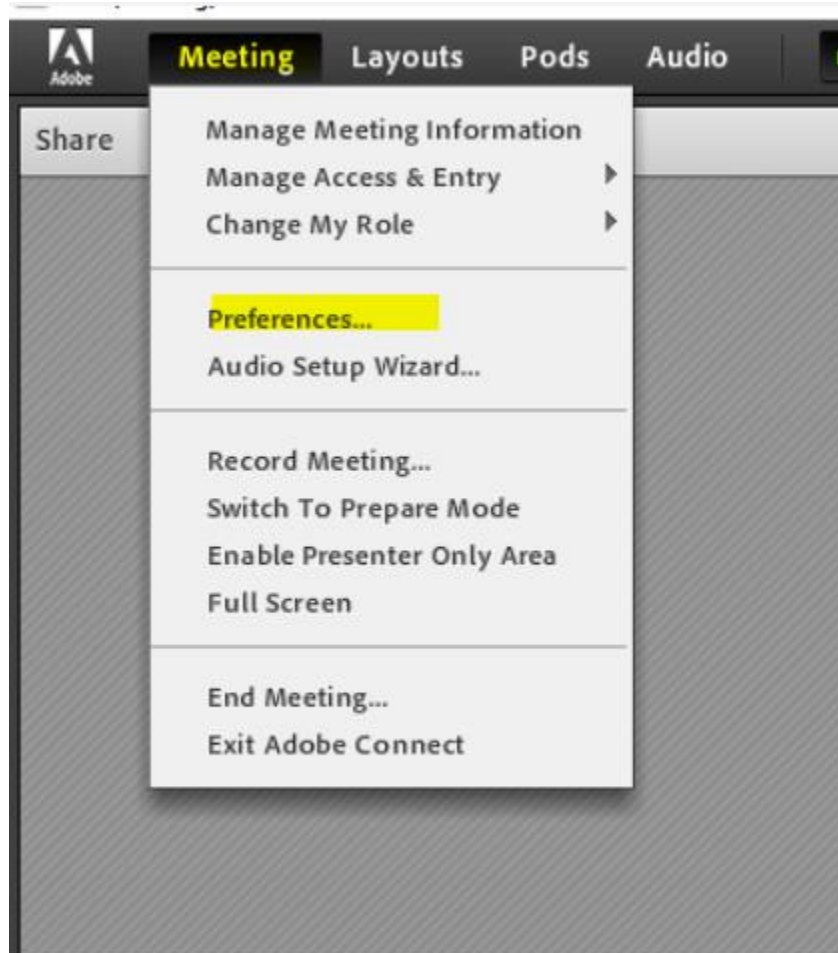 Adobe
Meeting Layouts Pods Audio
Share
Manage Meeting Information
Manage Access & Entry
Change My Role
Preferences...
Audio Setup Wizard...
Record Meeting...
Switch To Prepare Mode
Enable Presenter Only Area
Full Screen
End Meeting...
Exit Adobe Connect